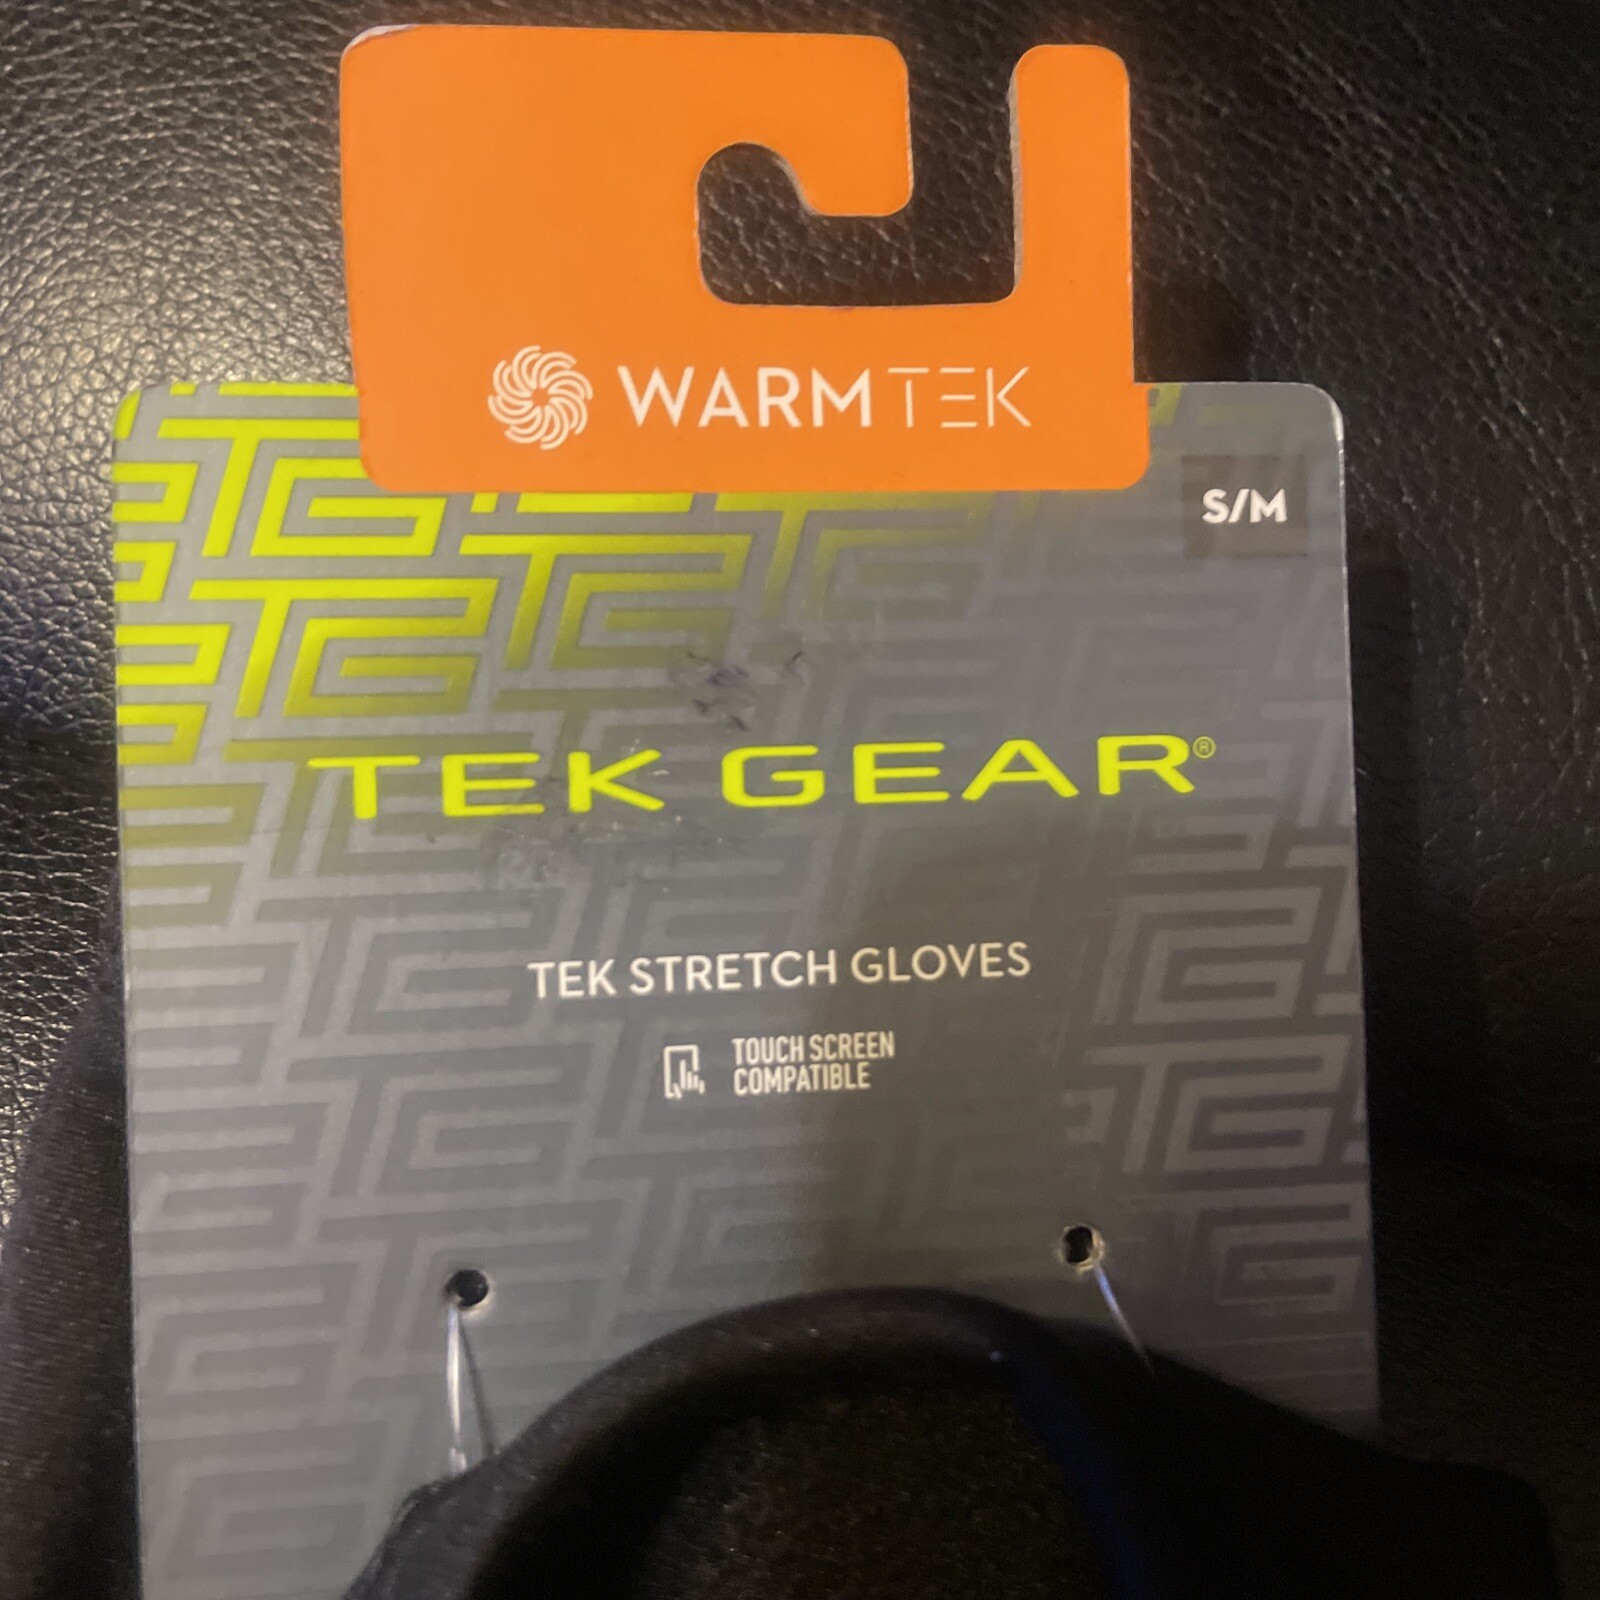 WARMTEK
S/M
TEK GEAR®
TEK STRETCH GLOVES
TOUCH SCREEN
COMPATIBLE